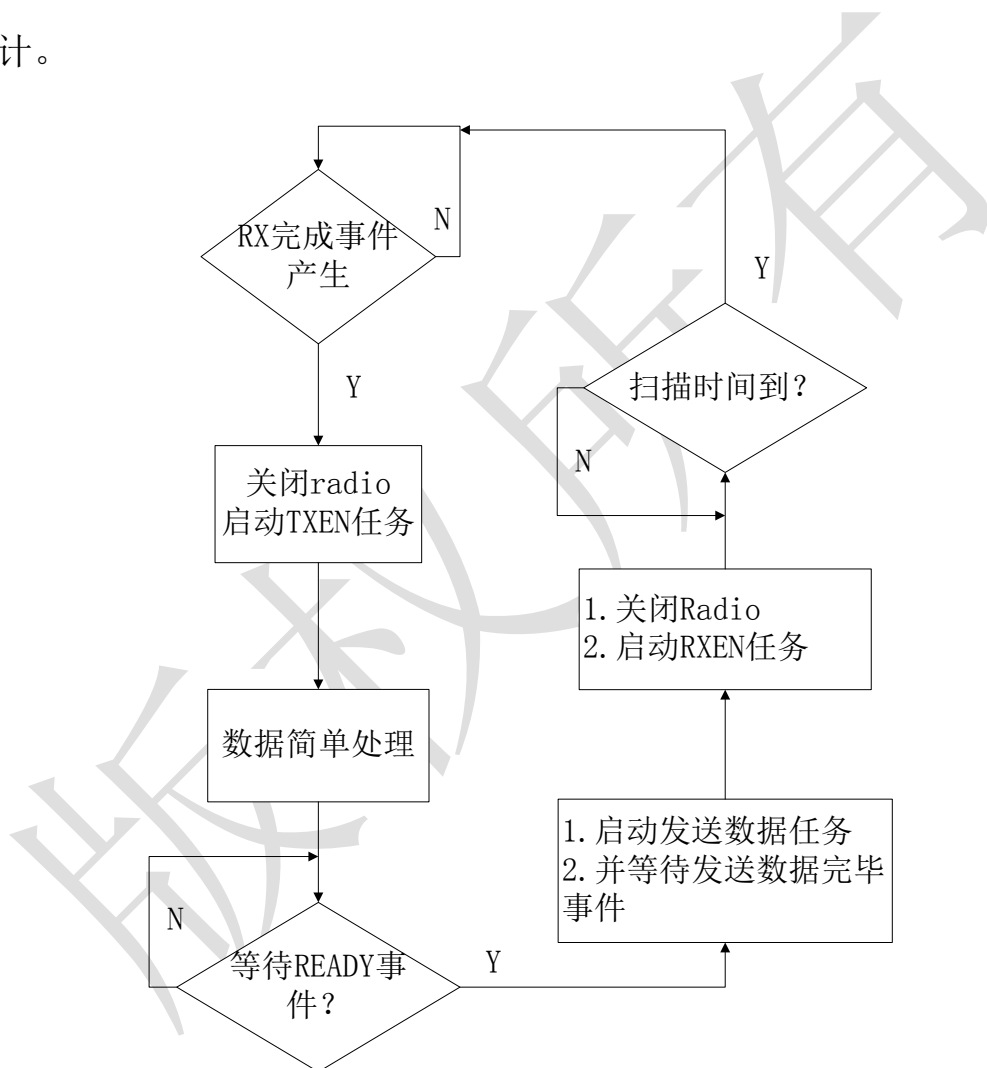 计。
RX完成事件
产生
N
Y
关闭radio
启动TXEN任务
数据简单处理
N
等待READY事
件?
Y
1.启动发送数据任务
2.并等待发送数据完毕
事件
1.关闭Radio
2.启动RXEN任务
扫描时间到?
N
Y
版权所有